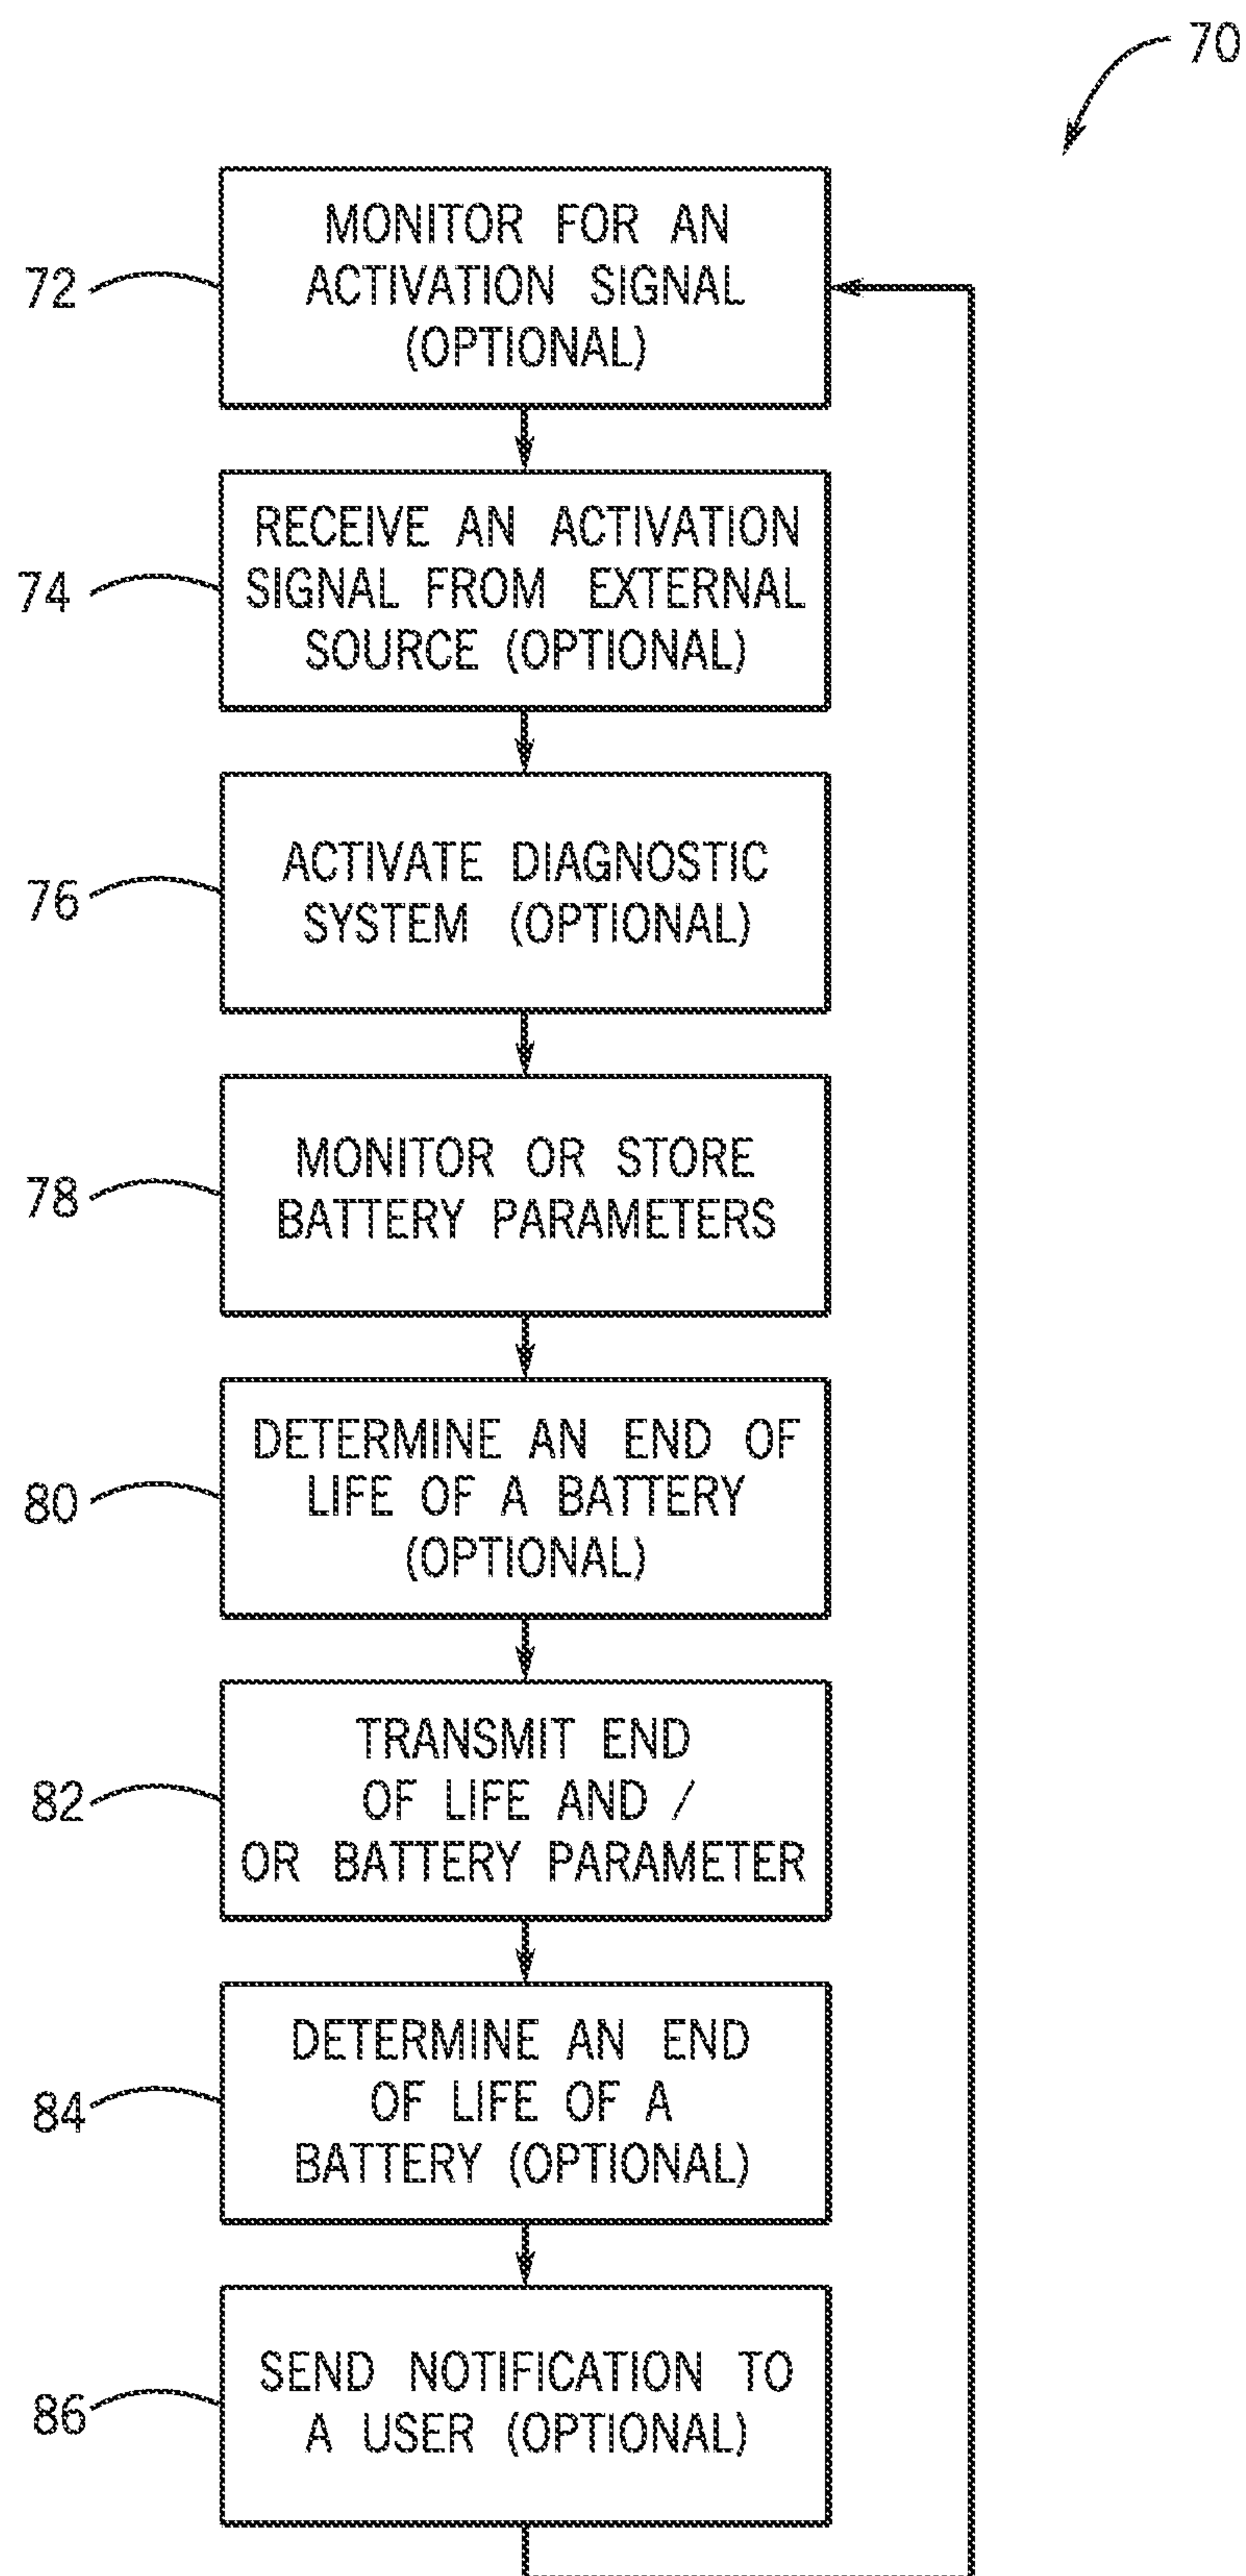 70
72
MONITOR FOR AN
ACTIVATION SIGNAL
(OPTIONAL)
74
RECEIVE AN ACTIVATION
SIGNAL FROM EXTERNAL
SOURCE (OPTIONAL)
76
ACTIVATE DIAGNOSTIC
SYSTEM (OPTIONAL)
78
MONITOR OR STORE
BATTERY PARAMETERS
80
DETERMINE AN END OF
LIFE OF A BATTERY
(OPTIONAL)
82
TRANSMIT END
OF LIFE AND /
OR BATTERY PARAMETER
84
DETERMINE AN END
OF LIFE OF A
BATTERY (OPTIONAL)
86
SEND NOTIFICATION TO
A USER (OPTIONAL)